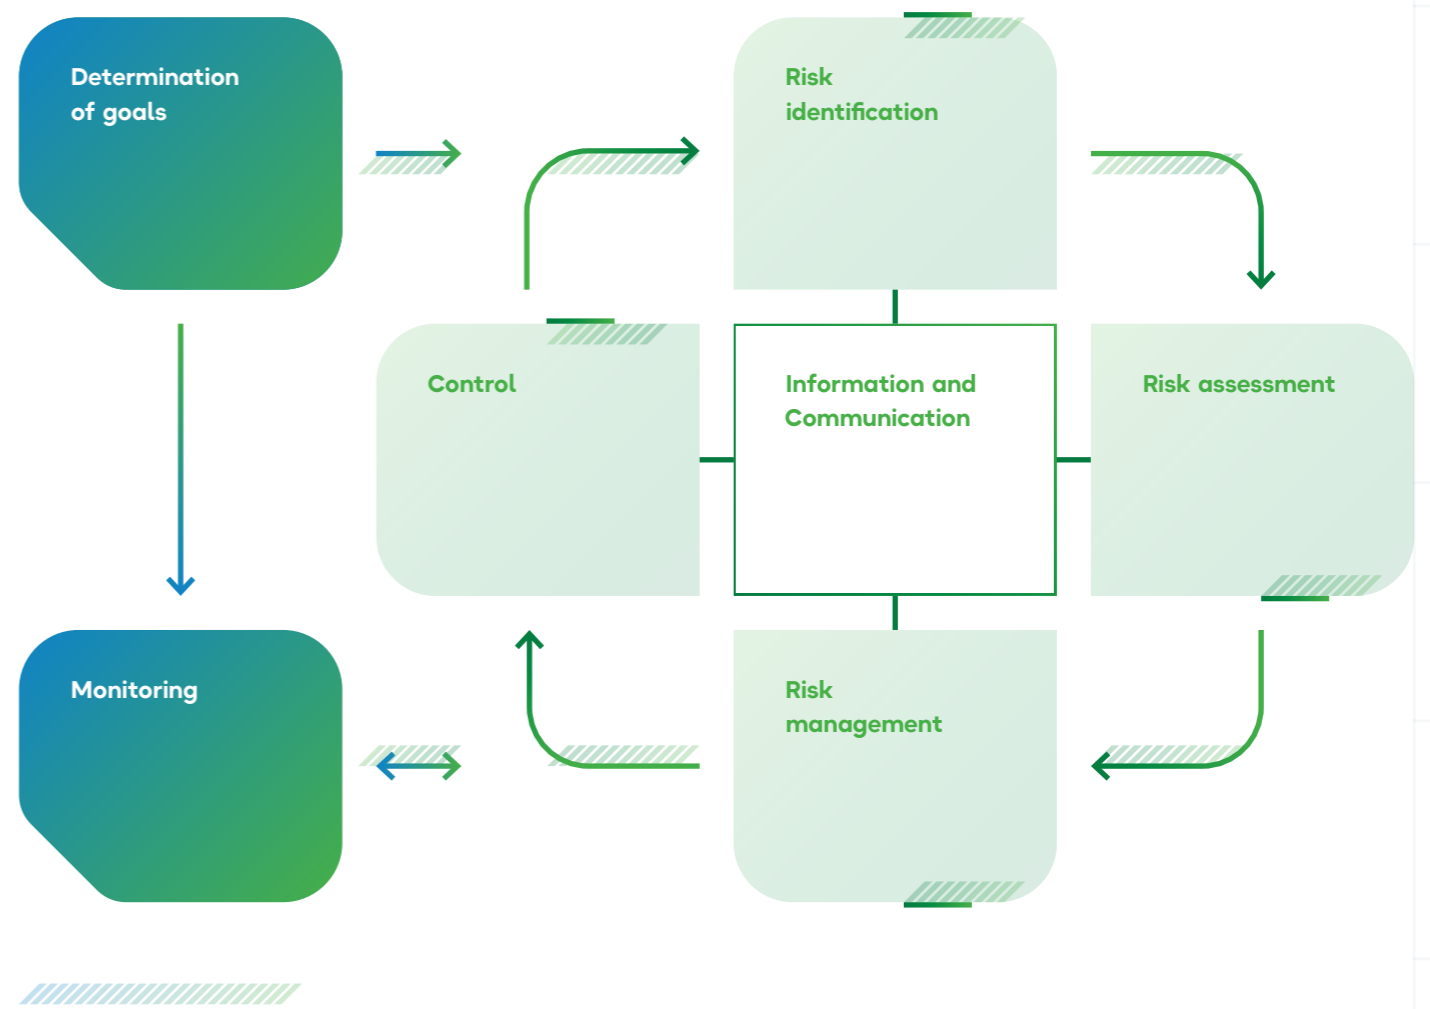 Determination
of goals
Risk
identification
Control
Information and
Communication
Risk assessment
Monitoring
Risk
management